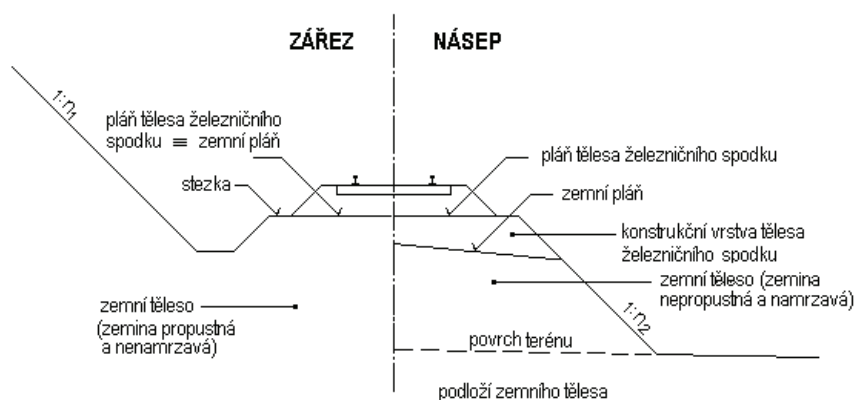 ZÁŘEZ
NÁSEP
1:n1
pláň tělesa železničního
spodku ≡ zemní pláň
stezka
zemní těleso
(zemina propustná
a nenamrzavá)
pláň tělesa železničního spodku
zemní pláň
konstrukční vrstva tělesa
železničního spodku
zemní těleso (zemina
nepropustná a namrzavá)
1:n2
povrch terénu
podloží zemního tělesa